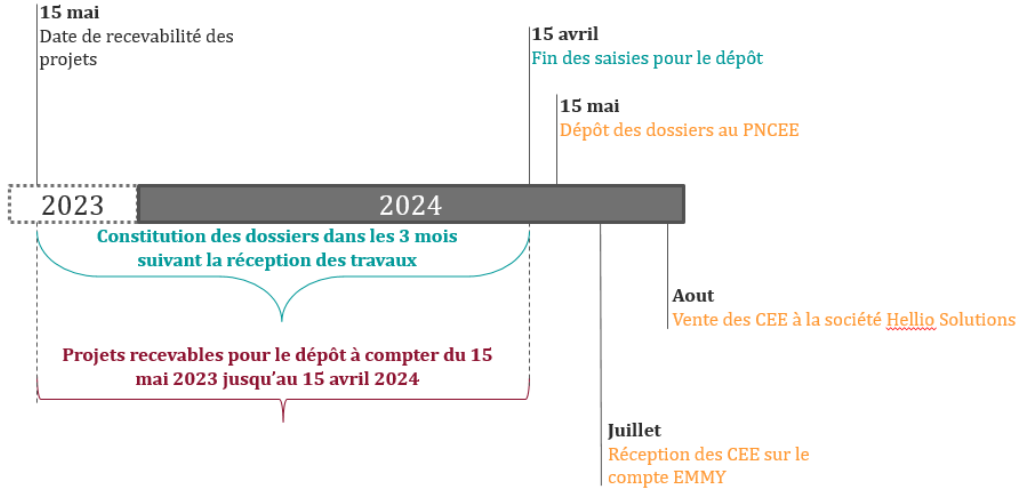 15 mai
Date de recevabilité des
projets
15 avril
Fin des saisies pour le dépôt
15 mai
Dépôt des dossiers au PNCEE
2023
2024
Constitution des dossiers dans les 3 mois
suivant la réception des travaux
Aout
Vente des CEE à la société Hellio Solutions
Projets recevables pour le dépôt à compter du 15
mai 2023 jusqu’au 15 avril 2024
Juillet
Réception des CEE sur le
compte EMMY